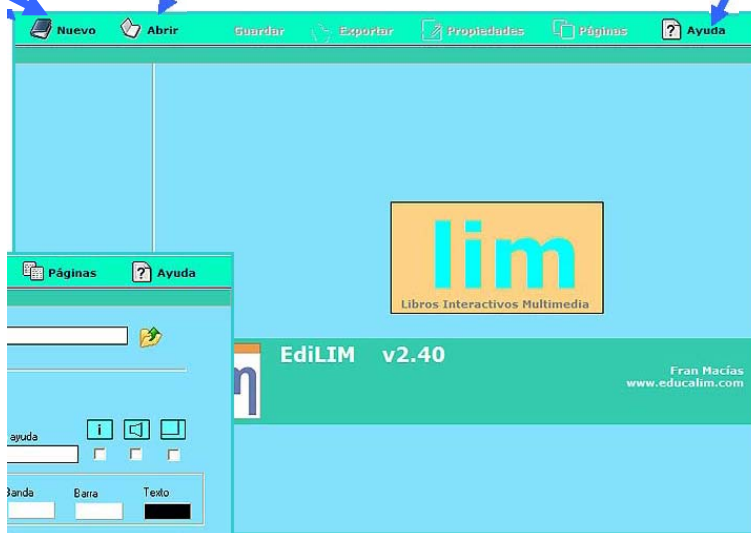 Nuevo Abrir Guardar Exportar Propiedades Páginas Ayuda
lim
Libros Interactivos Multimedia
Páginas Ayuda
EdiLIM v2.40
Fran Macías
www.educalim.com
ayuda
i
Banda Barra Texto